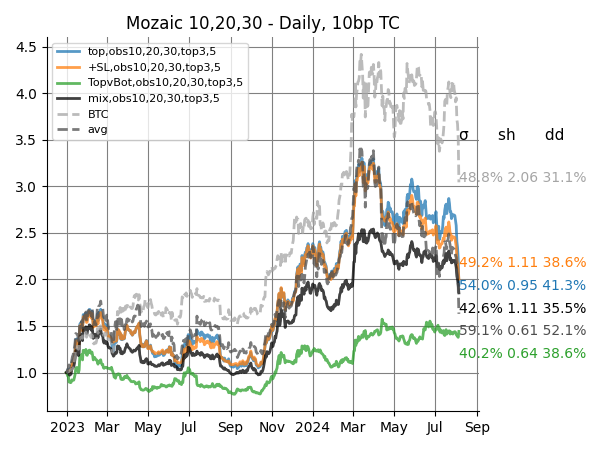 Mozaic 10,20,30 - Daily, 10bp TC
4.5
4.0
3.5
3.0
2.5
2.0
1.5
1.0
top,obs10,20,30,top3,5
+SL,obs10,20,30,top3,5
TopvBot,obs10,20,30,top3,5
mix,obs10,20,30,top3,5
BTC
avg
σ sh dd
48.8% 2.06 31.1%
49.2% 1.11 38.6%
54.0% 0.95 41.3%
42.6% 1.11 35.5%
59.1% 0.61 52.1%
40.2% 0.64 38.6%
2023 Mar May Jul Sep Nov 2024 Mar May Jul Sep